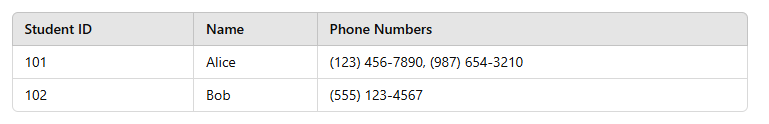 Student ID Name Phone Numbers
101 Alice (123) 456-7890, (987) 654-3210
102 Bob (555) 123-4567